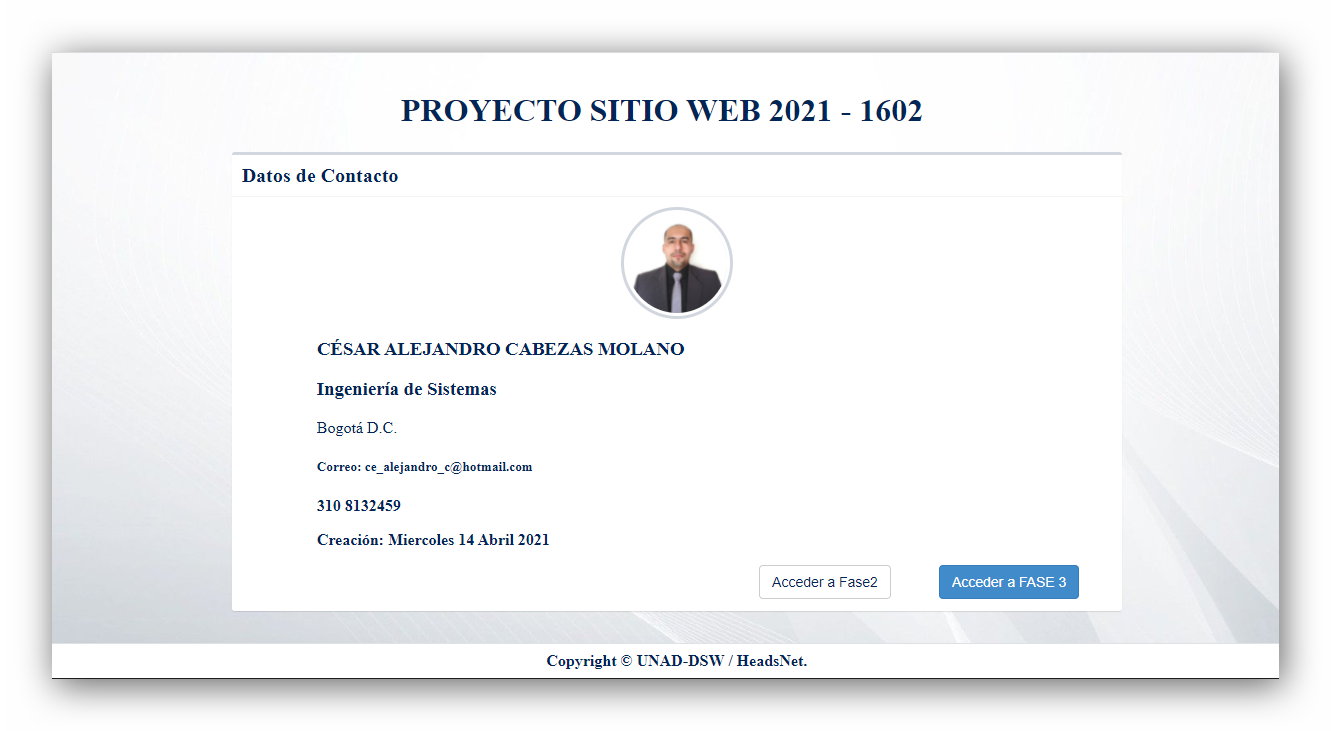 PROYECTO SITIO WEB 2021 - 1602
Datos de Contacto
CÉSAR ALEJANDRO CABEZAS MOLANO
Ingeniería de Sistemas
Bogotá D.C.
Correo: ce_alejandro_c@hotmail.com
310 8132459
Creación: Miercoles 14 Abril 2021
Acceder a Fase2
Acceder a FASE 3
Copyright © UNAD-DSW / HeadsNet.